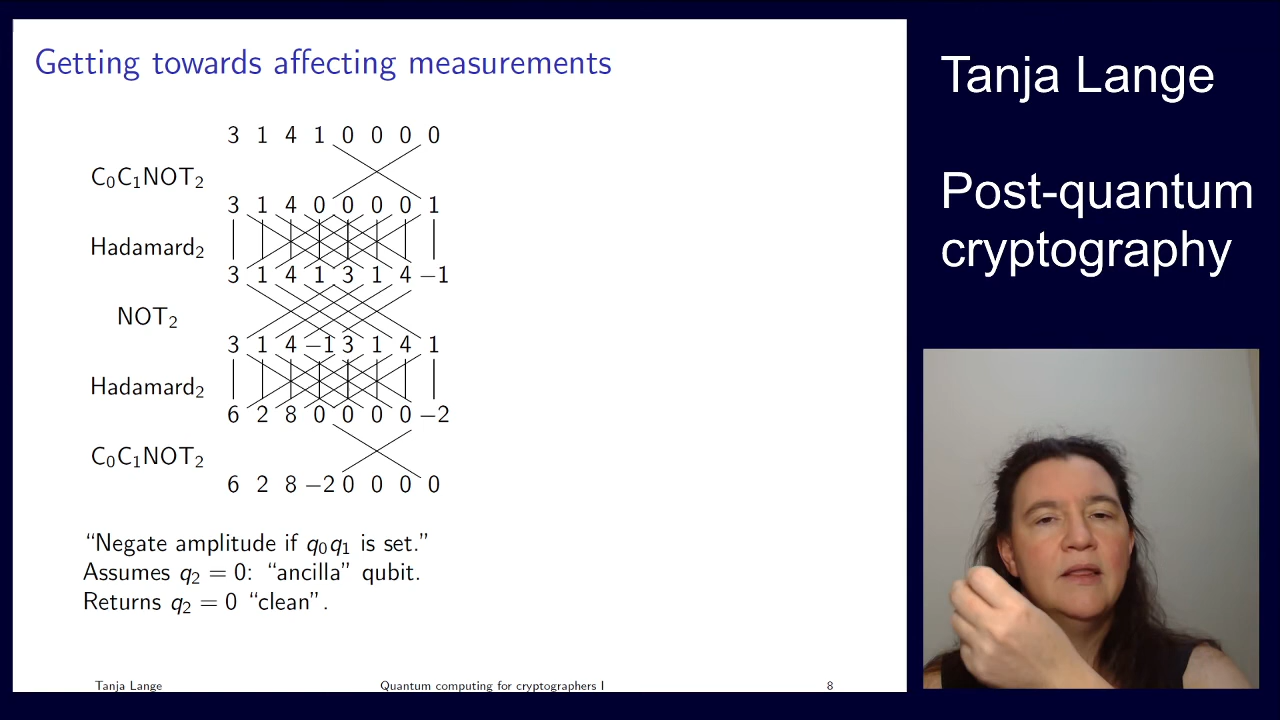 Getting towards affecting measurements
3 1 4 1 0 0 0 0
C₀C₁NOT₂
3 1 4 0 0 0 0 1
Hadamard₂
3 1 4 1 3 1 4 −1
NOT₂
3 1 4 −1 3 1 4 1
Hadamard₂
6 2 8 0 0 0 0 −2
C₀C₁NOT₂
6 2 8 −2 0 0 0 0
“Negate amplitude if q₀q₁ is set.”
Assumes q₂ = 0: “ancilla” qubit.
Returns q₂ = 0 “clean”.
Tanja Lange
Quantum computing for cryptographers I
8
Tanja Lange
Post-quantum
cryptography